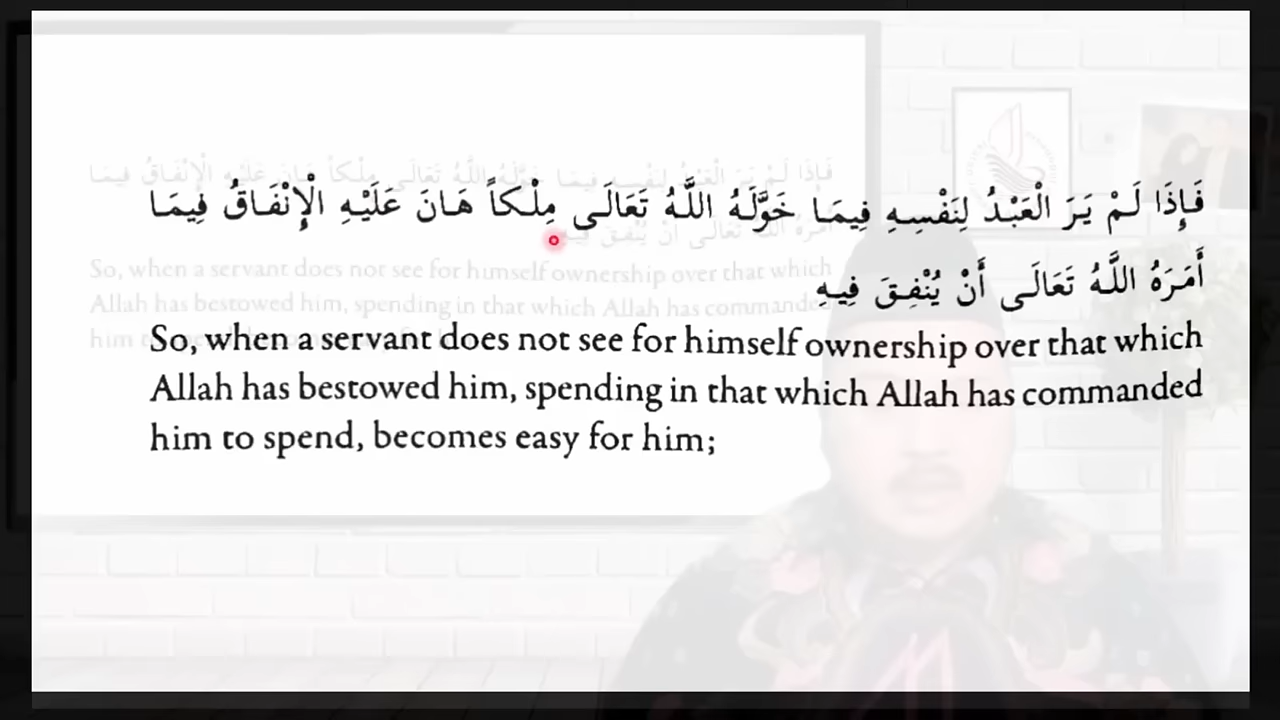 فَإِذَا لَمْ يَرَ الْعَبْدُ لِنَفْسِهِ فِيمَا خَوَّلَهُ اللَّهُ تَعَالَى مِلْكاً هَانَ عَلَيْهِ الْإِنْفَاقُ فِيمَا
أَمَرَهُ اللَّهُ تَعَالَى أَنْ يُنْفِقَ فِيهِ
So, when a servant does not see for himself ownership over that which
Allah has bestowed him, spending in that which Allah has commanded
him to spend, becomes easy for him;